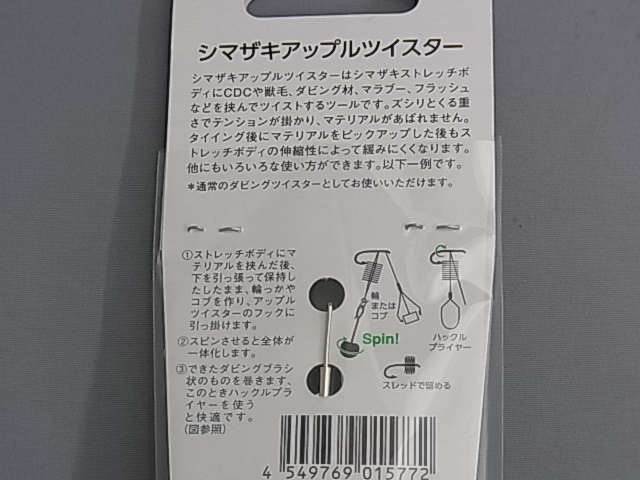 シマザキアップルツイスター
シマザキアップルツイスターはシマザキストレッチボ
ディにCDCや獣毛、ダビング材、マラブー、フラッシュ
などを挟んでツイストするツールです。ズシリとくる重
さでテンションが掛かり、マテリアルがあばれません。
タイイング後にマテリアルをピックアップした後もス
トレッチボディの伸縮性によって緩みにくくなります。
他にもいろいろな使い方ができます。以下一例です。
＊通常のダビングツイスターとしてお使いいただけます。
①ストレッチボディにマ
テリアルを挟んだ後、
下を引っ張って保持し
たしたまま、輪っかや
コブを作り、アップル
ツイスターのフックに
引っ掛けます。
②スピンさせると全体が
一体化します。
③できたダビングブラシ
状のものを巻きます、
このときハックルプラ
イヤーを使う
と快適です。
（図参照）
輪
または
コブ
Spin!
ハックル
プライヤー
スレッドで留める
4 549769 015772